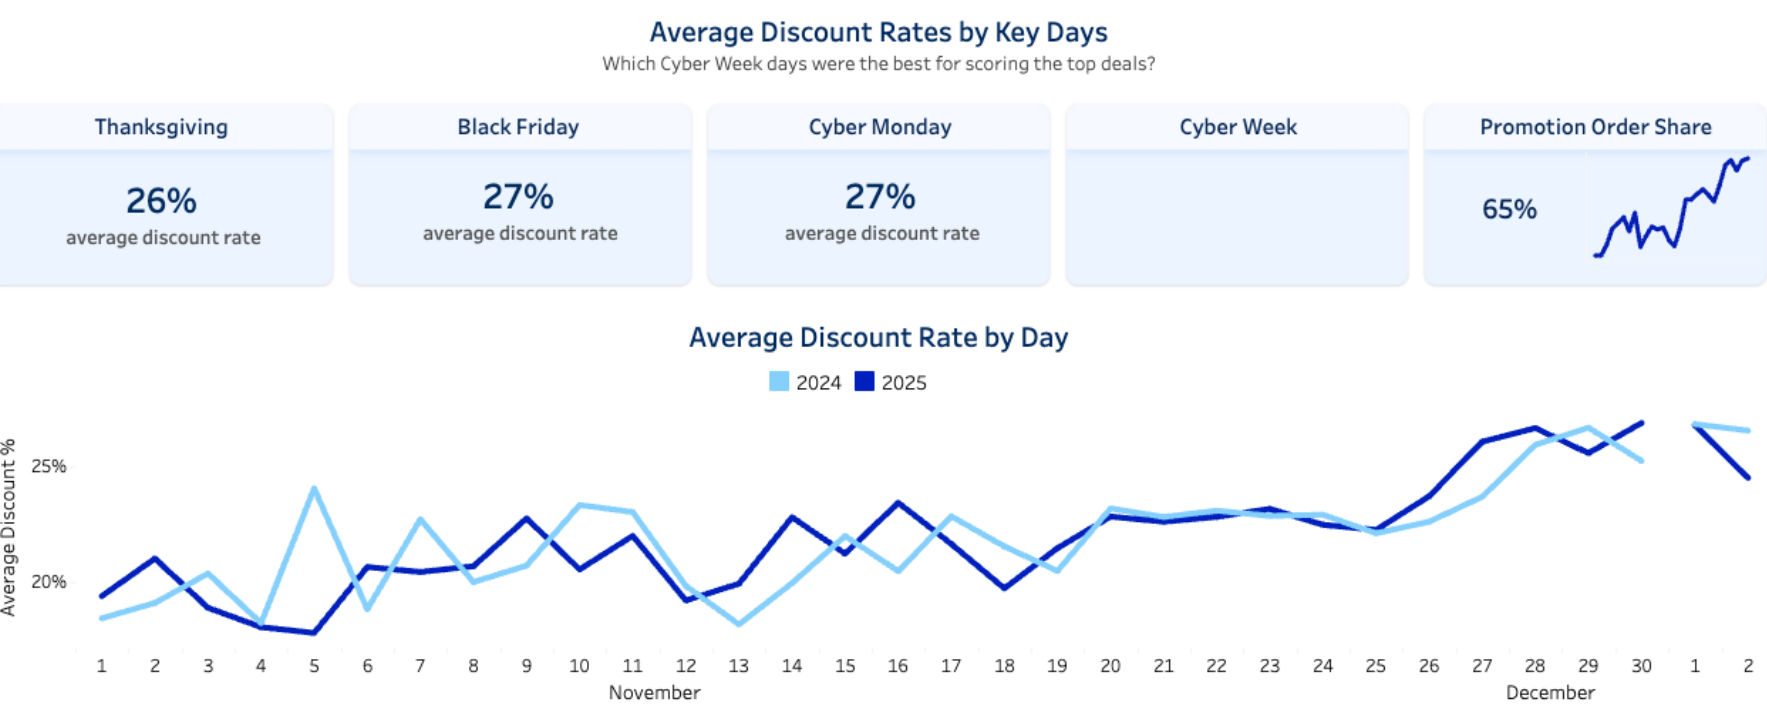 Average Discount Rates by Key Days
Which Cyber Week days were the best for scoring the top deals?
Thanksgiving
26%
average discount rate
Black Friday
27%
average discount rate
Cyber Monday
27%
average discount rate
Cyber Week
Promotion Order Share
65%
Average Discount Rate by Day
2024 2025
Average Discount %
25%
20%
1 2 3 4 5 6 7 8 9 10 11 12 13 14 15 16 17 18 19 20 21 22 23 24 25 26 27 28 29 30 1 2
November December